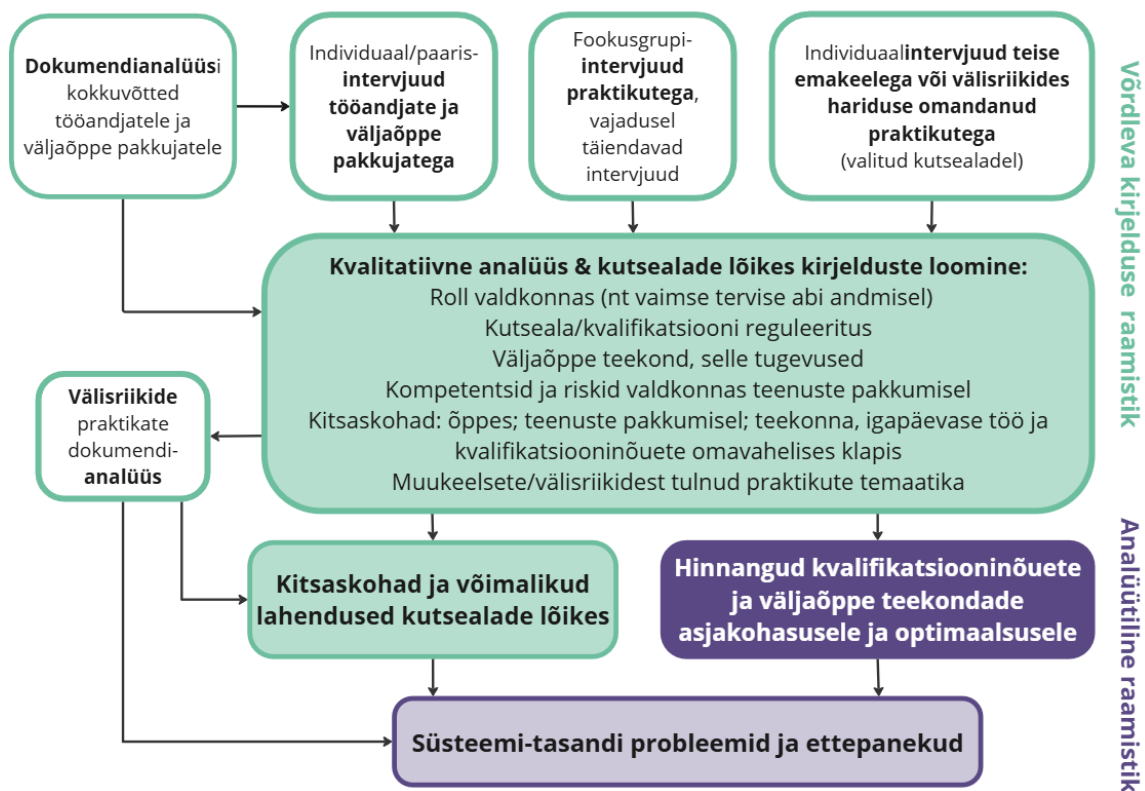 Dokumendianalüüsi
kokkuvõtted
tööandjatele ja
väljaõppe pakkujatele
Individuaal/paaris-
intervjuud
tööandjate ja
väljaõppe
pakkujatega
Fookusgrupi-
intervjuud
praktikutega,
vajadusel
täiendavad
intervjuud
Individuaalintervjuud teise
emakeelega või välisriikides
hariduse omandanud
praktikutega
(valitud kutsealadel)
Võrdleva kirjelduse raamistik
Kvalitatiivne analüüs & kutsealade lõikes kirjelduste loomine:
Roll valdkonnas (nt vaimse tervise abi andmisel)
Kutseala/kvalifikatsiooni reguleeritus
Väljaõppe teekond, selle tugevused
Kompetentsid ja riskid valdkonnas teenuste pakkumisel
Kitsaskohad: õppes; teenuste pakkumisel; teekonna, igapäevase töö ja
kvalifikatsiooninõuete omavahelises klapis
Muukeelsete/välisriikidest tulnud praktikute temaatika
Välisriikide
praktikate
dokumendi-
analüüs
Kitsaskohad ja võimalikud
lahendused kutsealade lõikes
Hinnangud kvalifikatsiooninõuete
ja väljaõppe teekondade
asjakohasusele ja optimaalsusele
Analüütiline raamistik
Süsteemi-tasandi probleemid ja ettepanekud